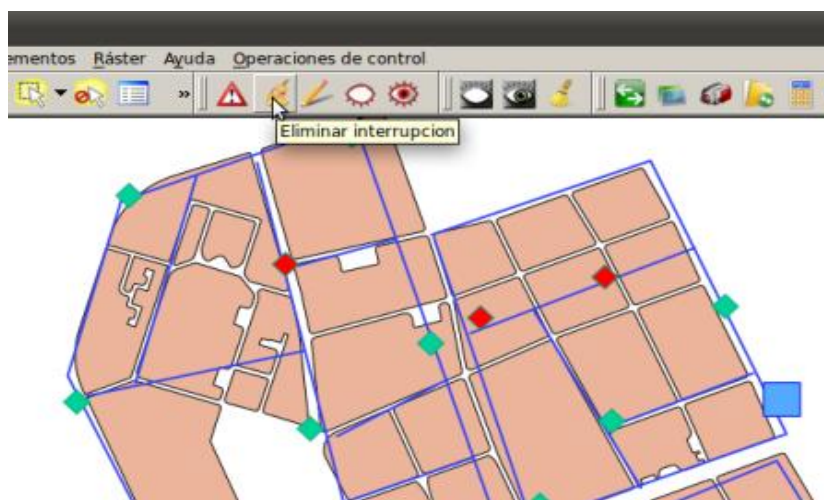 ementos Ráster Ayuda Operaciones de control
»
Eliminar interrupcion